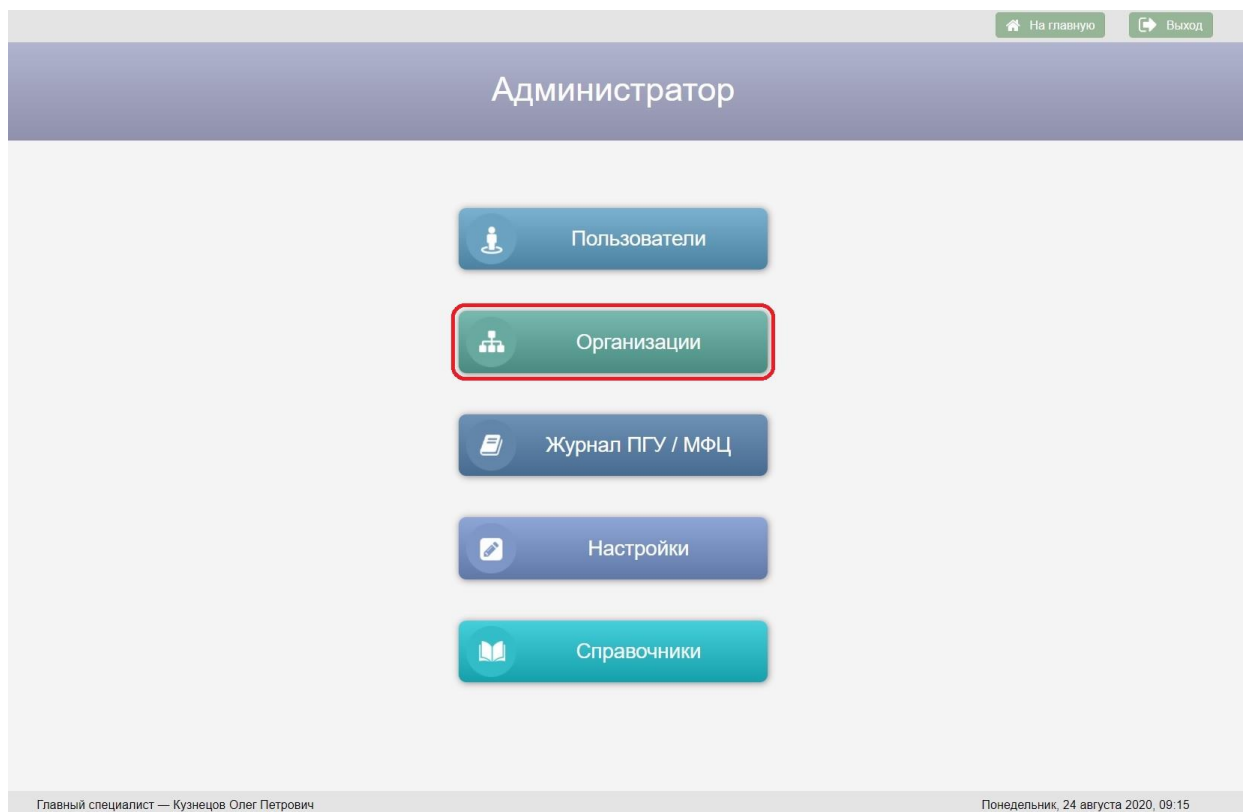 На главную
Выход
Администратор
Пользователи
Организации
Журнал ПГУ / МФЦ
Настройки
Справочники
Главный специалист — Кузнецов Олег Петрович
Понедельник, 24 августа 2020, 09:15